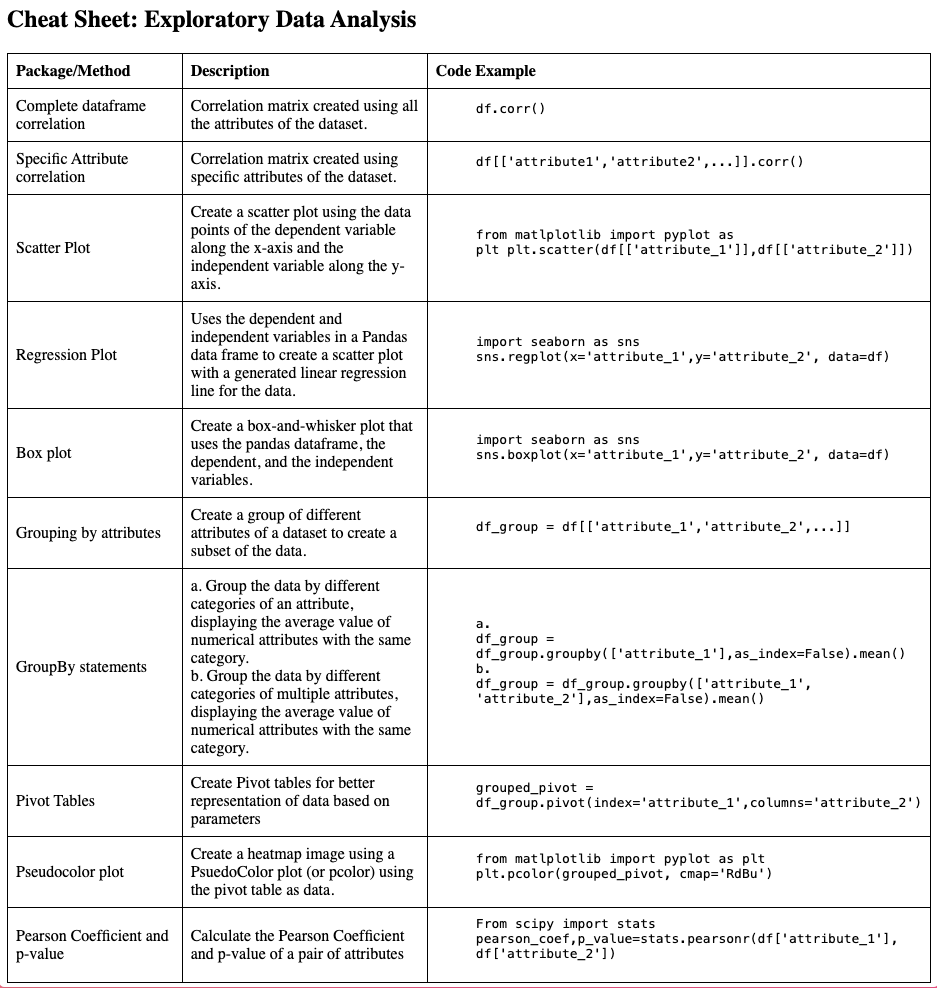 Cheat Sheet: Exploratory Data Analysis
Package/Method
Description
Code Example
Complete dataframe
correlation
Correlation matrix created using all
the attributes of the dataset.
df.corr()
Specific Attribute
correlation
Correlation matrix created using
specific attributes of the dataset.
df[['attribute1','attribute2',...]].corr()
Scatter Plot
Create a scatter plot using the data
points of the dependent variable
along the x-axis and the
independent variable along the y-
axis.
from matlplotlib import pyplot as
plt plt.scatter(df[['attribute_1']],df[['attribute_2']])
Regression Plot
Uses the dependent and
independent variables in a Pandas
data frame to create a scatter plot
with a generated linear regression
line for the data.
import seaborn as sns
sns.regplot(x='attribute_1',y='attribute_2', data=df)
Box plot
Create a box-and-whisker plot that
uses the pandas dataframe, the
dependent, and the independent
variables.
import seaborn as sns
sns.boxplot(x='attribute_1',y='attribute_2', data=df)
Grouping by attributes
Create a group of different
attributes of a dataset to create a
subset of the data.
df_group = df[['attribute_1','attribute_2',...]]
GroupBy statements
a. Group the data by different
categories of an attribute,
displaying the average value of
numerical attributes with the same
category.
b. Group the data by different
categories of multiple attributes,
displaying the average value of
numerical attributes with the same
category.
a.
df_group =
df_group.groupby(['attribute_1'],as_index=False).mean()
b.
df_group = df_group.groupby(['attribute_1',
'attribute_2'],as_index=False).mean()
Pivot Tables
Create Pivot tables for better
representation of data based on
parameters
grouped_pivot =
df_group.pivot(index='attribute_1',columns='attribute_2')
Pseudocolor plot
Create a heatmap image using a
PsuedoColor plot (or pcolor) using
the pivot table as data.
from matlplotlib import pyplot as plt
plt.pcolor(grouped_pivot, cmap='RdBu')
Pearson Coefficient and
p-value
Calculate the Pearson Coefficient
and p-value of a pair of attributes
From scipy import stats
pearson_coef,p_value=stats.pearsonr(df['attribute_1'],
df['attribute_2'])